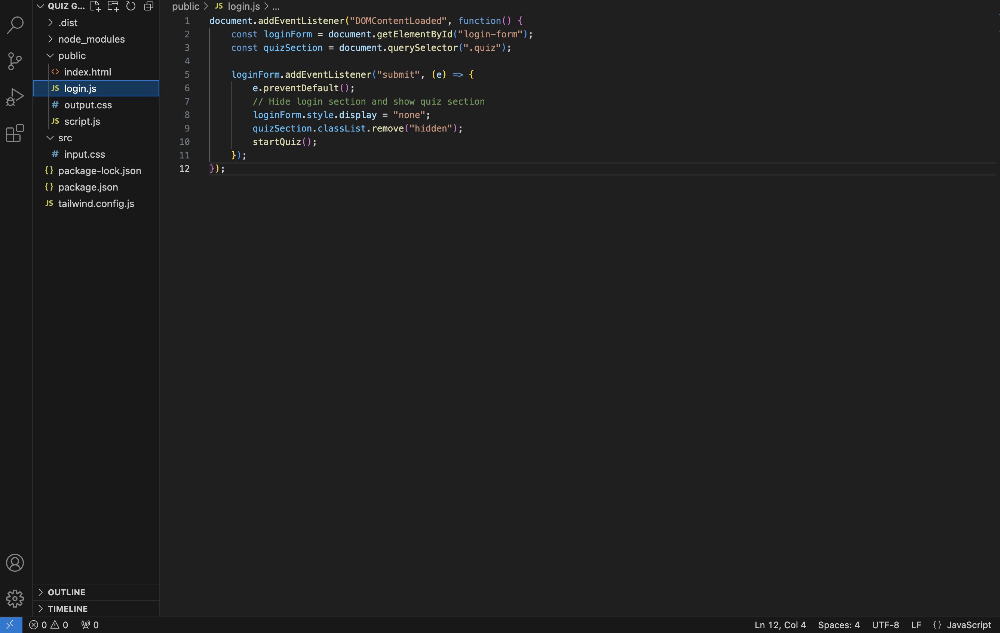 QUIZ G...
.dist
node_modules
public
<> index.html
JS login.js
# output.css
JS script.js
src
# input.css
{} package-lock.json
{} package.json
JS tailwind.config.js
OUTLINE
TIMELINE
public > JS login.js > ...
1 document.addEventListener("DOMContentLoaded", function() {
2     const loginForm = document.getElementById("login-form");
3     const quizSection = document.querySelector(".quiz");
4
5     loginForm.addEventListener("submit", (e) => {
6         e.preventDefault();
7         // Hide login section and show quiz section
8         loginForm.style.display = "none";
9         quizSection.classList.remove("hidden");
10         startQuiz();
11     });
12 });
0 0 0 Ln 12, Col 4 Spaces: 4 UTF-8 LF {} JavaScript